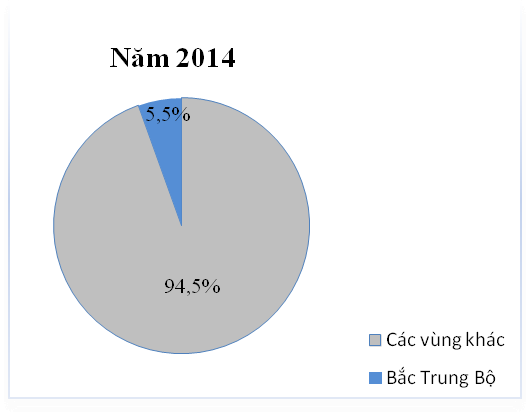 Năm 2014
5,5%
94,5%
Các vùng khác
Bắc Trung Bộ